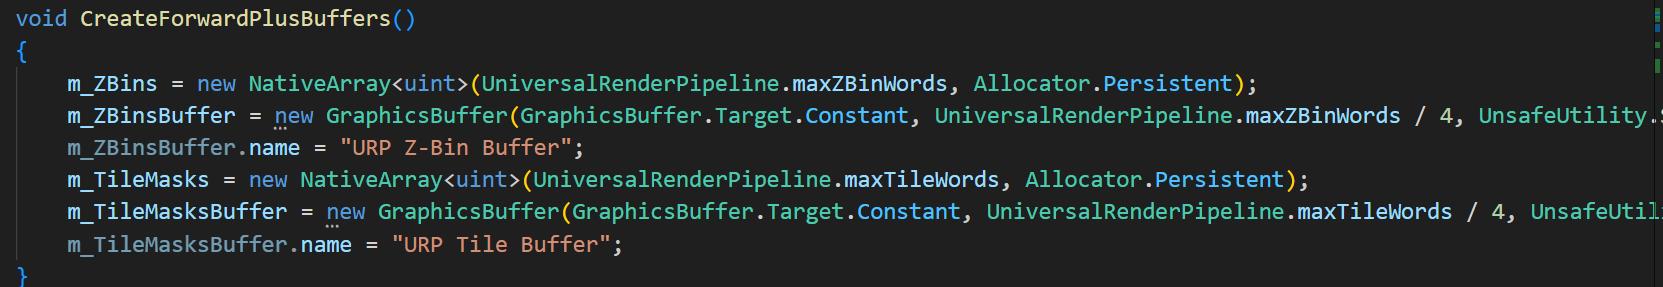 void CreateForwardPlusBuffers()
{
m_ZBins = new NativeArray<uint>(UniversalRenderPipeline.maxZBinWords, Allocator.Persistent);
m_ZBinsBuffer = new GraphicsBuffer(GraphicsBuffer.Target.Constant, UniversalRenderPipeline.maxZBinWords / 4, UnsafeUtility.
m_ZBinsBuffer.name = "URP Z-Bin Buffer";
m_TileMasks = new NativeArray<uint>(UniversalRenderPipeline.maxTileWords, Allocator.Persistent);
m_TileMasksBuffer = new GraphicsBuffer(GraphicsBuffer.Target.Constant, UniversalRenderPipeline.maxTileWords / 4, UnsafeUtil
m_TileMasksBuffer.name = "URP Tile Buffer";
}